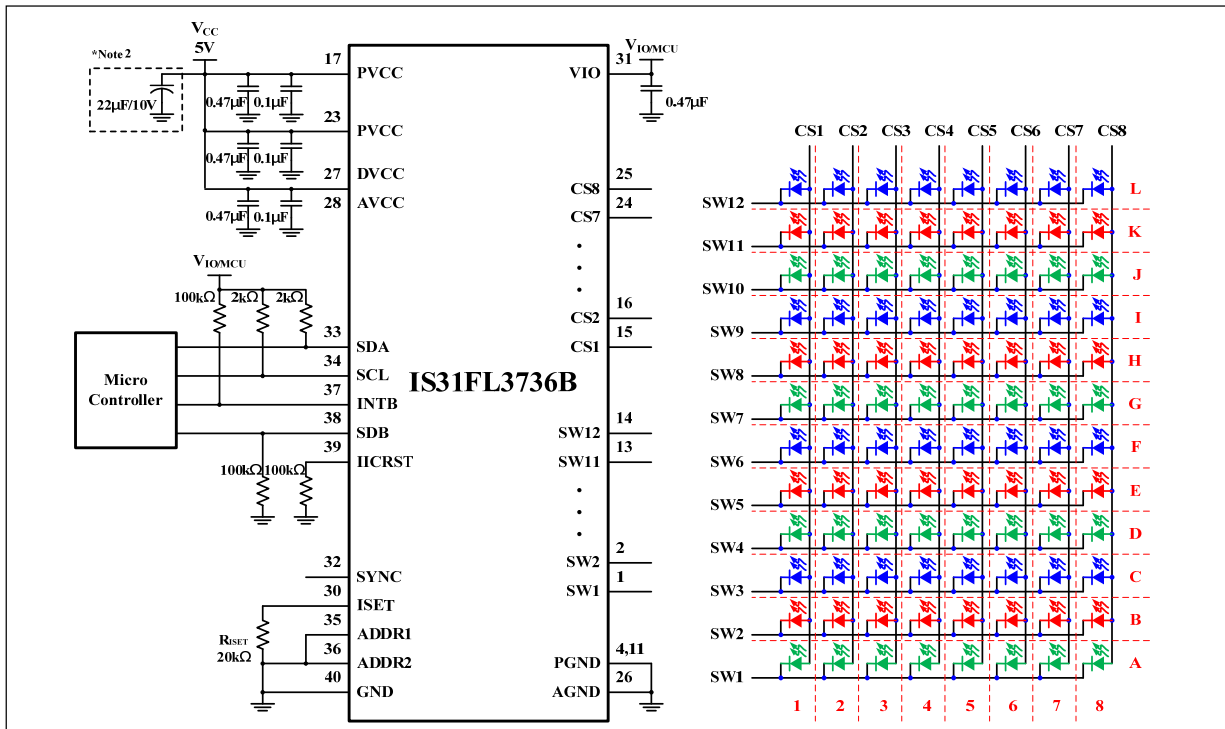 *Note 2
22μF/10V
VCC
5V
0.47μF
0.1μF
0.47μF
0.1μF
0.47μF
0.1μF
17
PVCC
23
PVCC
27
DVCC
28
AVCC
VIO/MCU
100kΩ
2kΩ
2kΩ
Micro
Controller
33
SDA
34
SCL
37
INTB
38
SDB
39
IICRST
100kΩ
100kΩ
32
SYNC
30
ISET
35
ADDR1
36
ADDR2
40
GND
RISET
20kΩ
IS31FL3736B
VIO/MCU
31
VIO
0.47μF
25
CS8
24
CS7
16
CS2
15
CS1
14
SW12
13
SW11
2
SW2
1
SW1
4,11
PGND
26
AGND
CS1 CS2 CS3 CS4 CS5 CS6 CS7 CS8
SW12 L
SW11 K
SW10 J
SW9 I
SW8 H
SW7 G
SW6 F
SW5 E
SW4 D
SW3 C
SW2 B
SW1 A
1 2 3 4 5 6 7 8